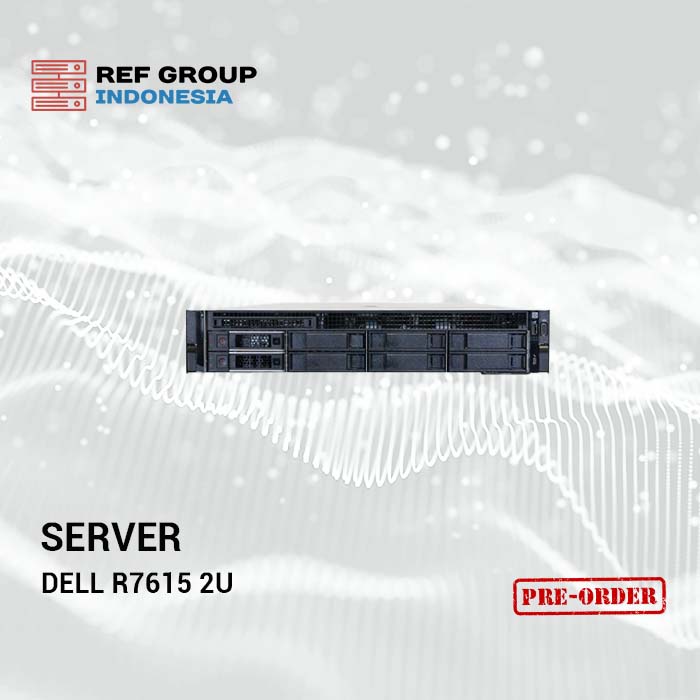 REF GROUP
INDONESIA
SERVER
DELL R7615 2U
PRE-ORDER